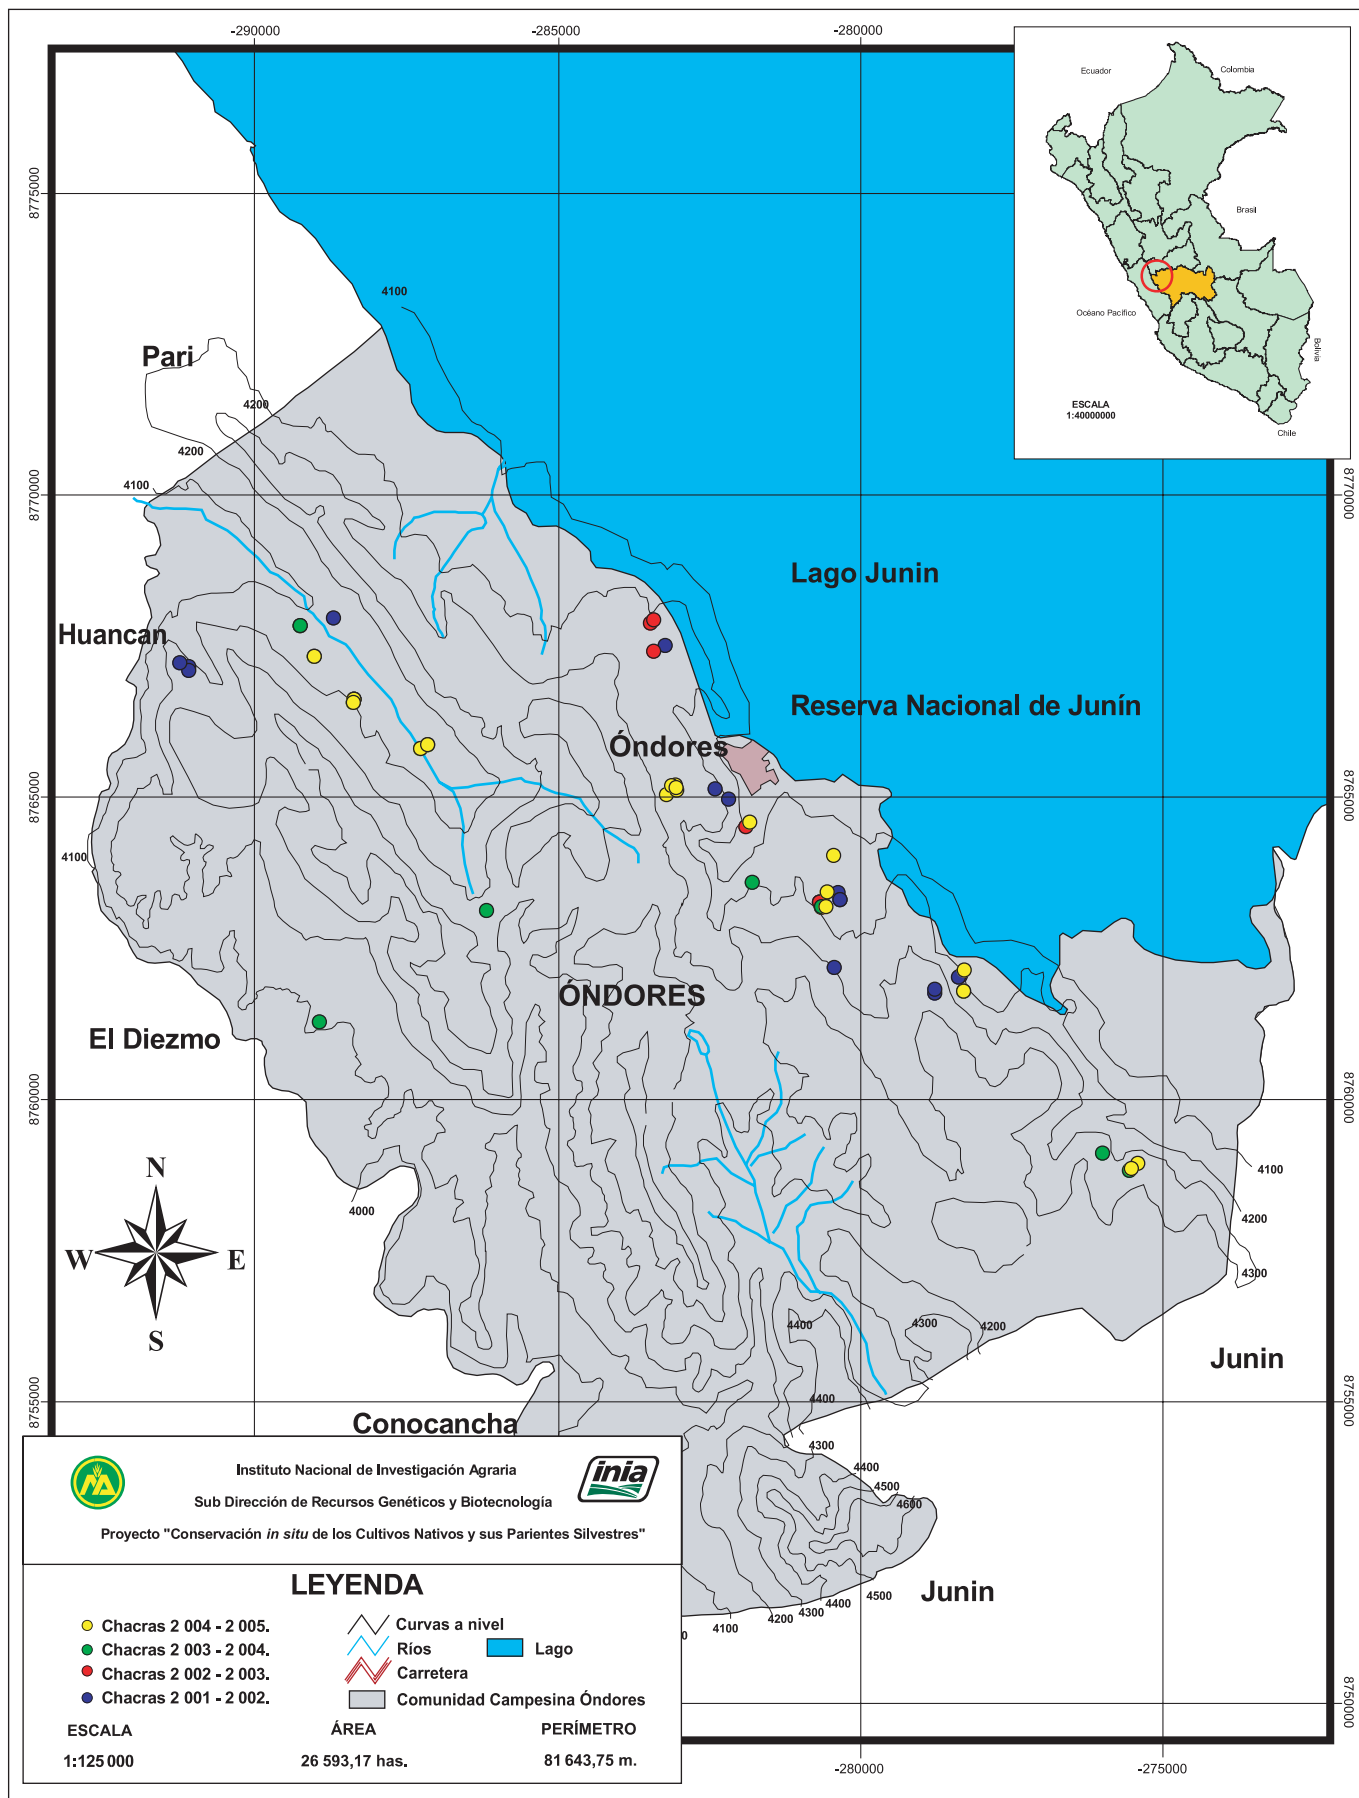 -290000
-285000
-280000
Ecuador
Colombia
Brasil
Océano Pacífico
Bolivia
ESCALA
1:40000000
Chile
8775000
4100
Pari
4200
4200
4100
8770000
8770000
Lago Junin
Huancan
Reserva Nacional de Junín
Óndores
8765000
8765000
4100
ÓNDORES
El Diezmo
8760000
8760000
N
W
E
S
4000
4100
4200
4300
4400
4300
4200
Junin
8755000
8755000
4400
Conocancha
4300
4400
4500
4600
Instituto Nacional de Investigación Agraria
Sub Dirección de Recursos Genéticos y Biotecnología
Proyecto "Conservación in situ de los Cultivos Nativos y sus Parientes Silvestres"
inia
LEYENDA
Junin
4500
4400
4300
4200
4100
0
Chacras 2 004 - 2 005.
Chacras 2 003 - 2 004.
Chacras 2 002 - 2 003.
Chacras 2 001 - 2 002.
Curvas a nivel
Ríos
Lago
Carretera
Comunidad Campesina Óndores
8750000
ESCALA
ÁREA
PERÍMETRO
1:125 000
26 593,17 has.
81 643,75 m.
-280000
-275000